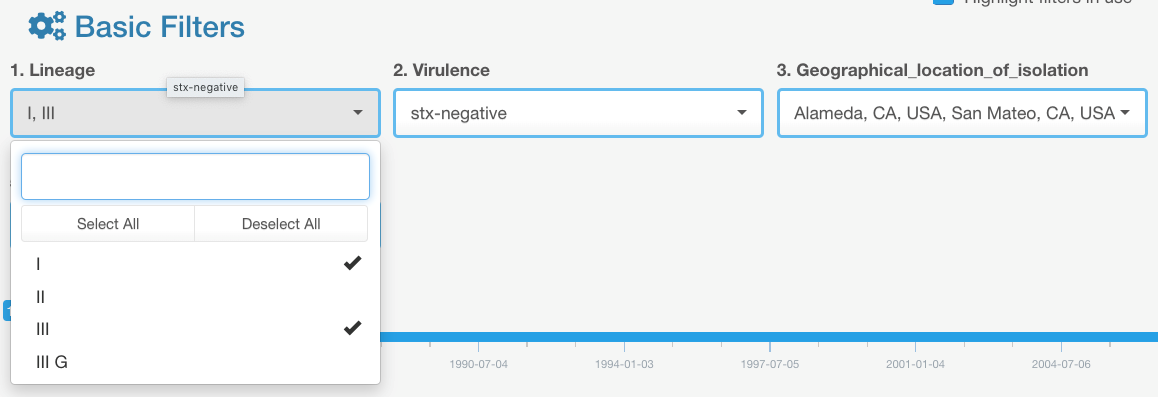 Highlight filters in use
Basic Filters
1. Lineage
2. Virulence
3. Geographical_location_of_isolation
stx-negative
I, III
stx-negative
Alameda, CA, USA, San Mateo, CA, USA
Select All
Deselect All
I
II
III
III G
1990-07-04
1994-01-03
1997-07-05
2001-01-04
2004-07-06